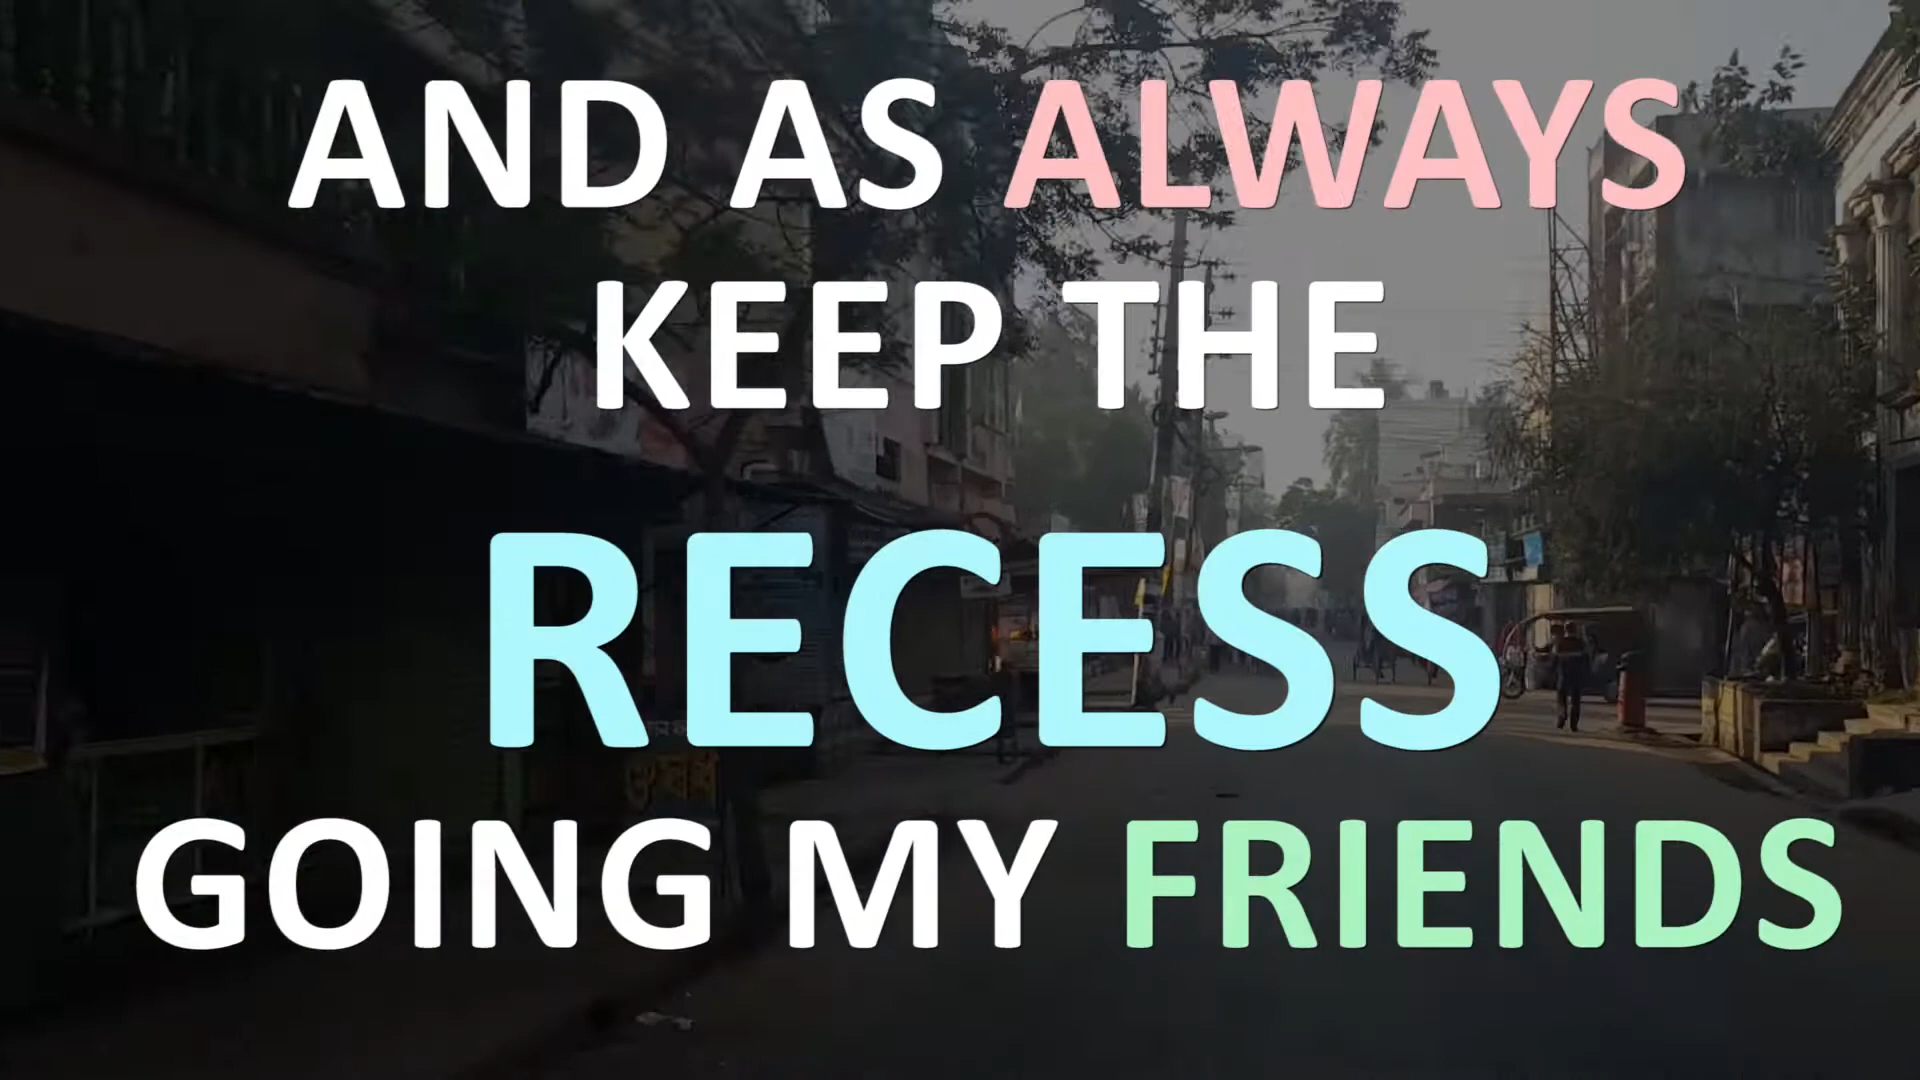 AND AS ALWAYS
KEEP THE
RECESS
GOING MY FRIENDS